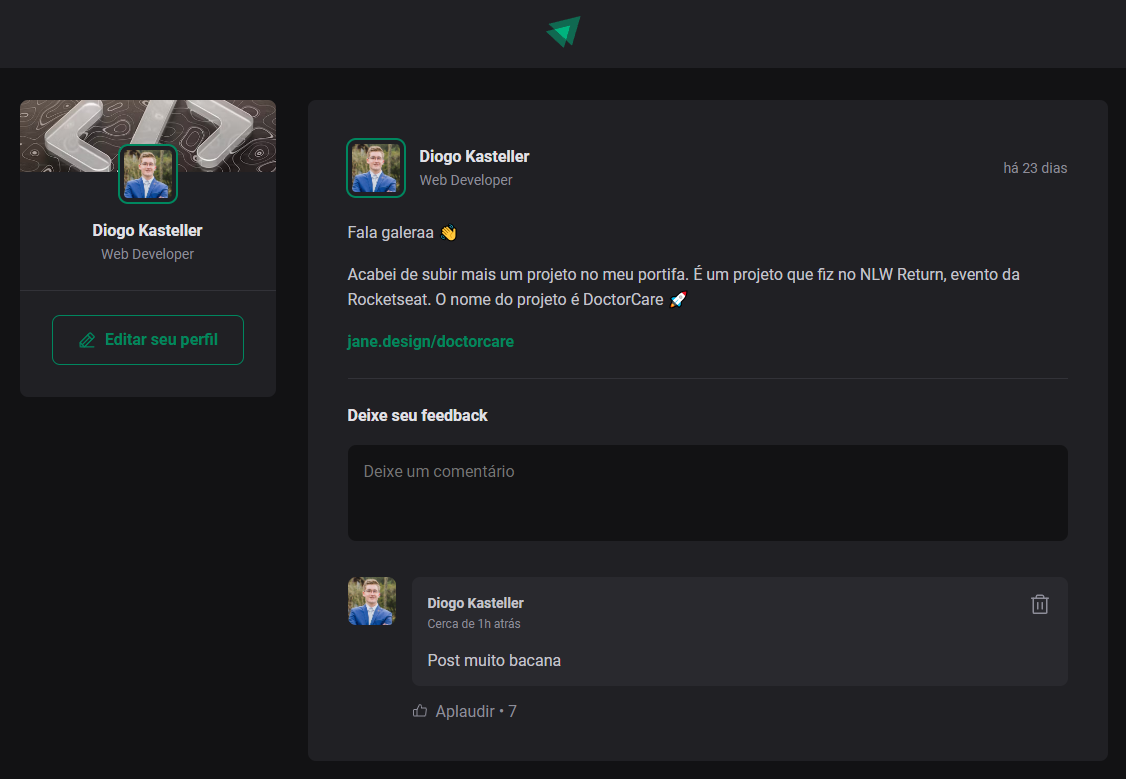 Diogo Kasteller
Web Developer
Editar seu perfil
Diogo Kasteller
Web Developer
há 23 dias
Fala galeraa 👋
Acabei de subir mais um projeto no meu portifa. É um projeto que fiz no NLW Return, evento da
Rocketseat. O nome do projeto é DoctorCare 🚀
jane.design/doctorcare
Deixe seu feedback
Deixe um comentário
Diogo Kasteller
Cerca de 1h atrás
Post muito bacana
Aplaudir • 7